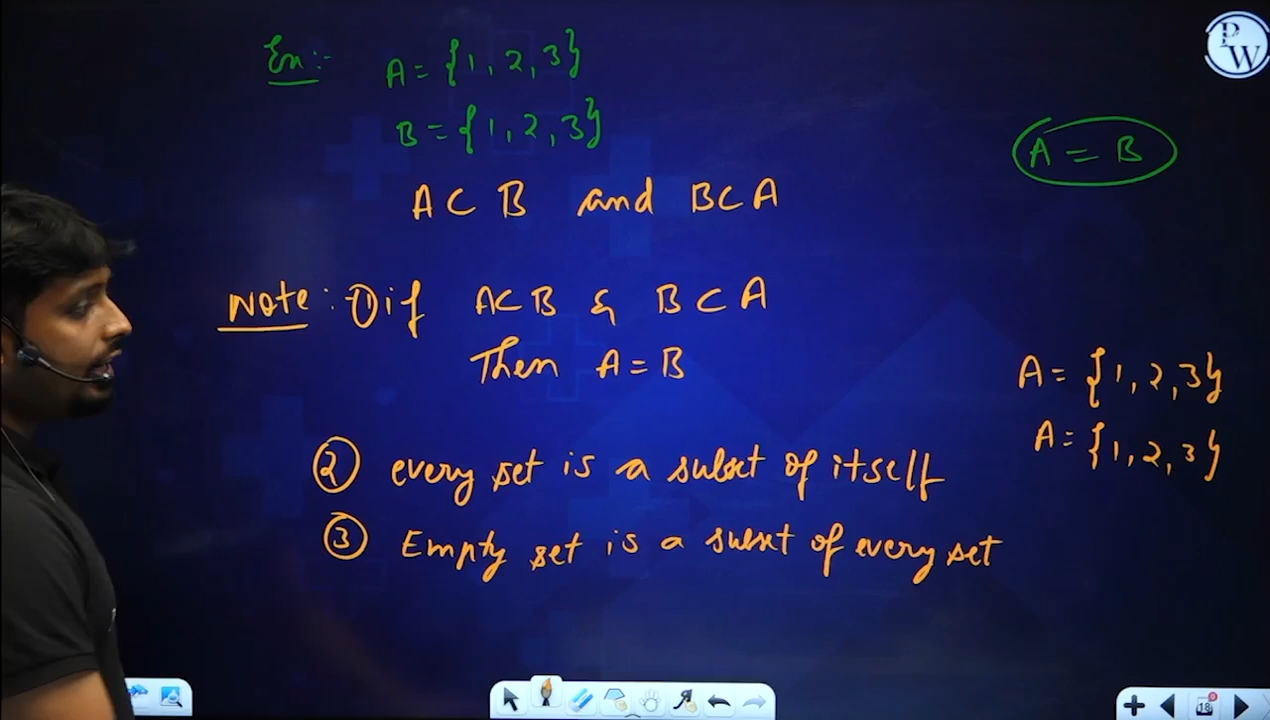 Ex:-
A = {1, 2, 3}
B = {1, 2, 3}
A = B
A ⊂ B and B ⊂ A
Note: ① if A ⊂ B & B ⊂ A
Then A = B
A = {1, 2, 3}
A = {1, 2, 3}
② every set is a subset of itself
③ Empty set is a subset of every set
PW
18